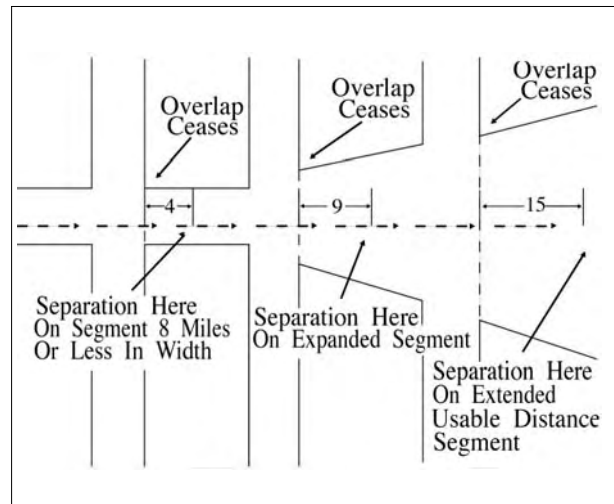 Overlap
Ceases
Overlap
Ceases
Overlap
Ceases
4
9
15
Separation Here
On Segment 8 Miles
Or Less In Width
Separation Here
On Expanded Segment
Separation Here
On Extended
Usable Distance
Segment